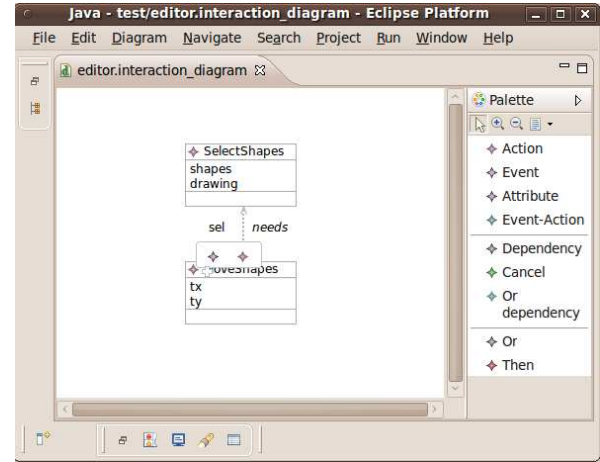 Java - test/editor.interaction_diagram - Eclipse Platform
File Edit Diagram Navigate Search Project Run Window Help
editor.interaction_diagram
Palette
SelectShapes
shapes
drawing
sel needs
MoveShapes
tx
ty
Action
Event
Attribute
Event-Action
Dependency
Cancel
Or
dependency
Or
Then